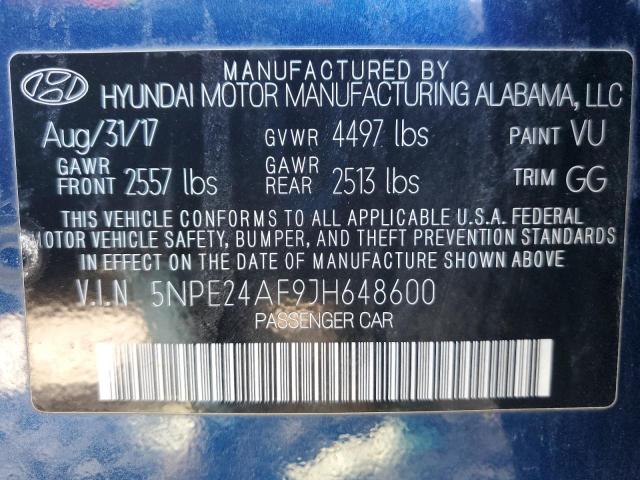 MANUFACTURED BY
HYUNDAI MOTOR MANUFACTURING ALABAMA, LLC
Aug/31/17 GVWR 4497 lbs PAINT VU
GAWR FRONT 2557 lbs GAWR REAR 2513 lbs TRIM GG
THIS VEHICLE CONFORMS TO ALL APPLICABLE U.S.A. FEDERAL
MOTOR VEHICLE SAFETY, BUMPER, AND THEFT PREVENTION STANDARDS
IN EFFECT ON THE DATE OF MANUFACTURE SHOWN ABOVE.
V.I.N 5NPE24AF9JH648600
PASSENGER CAR